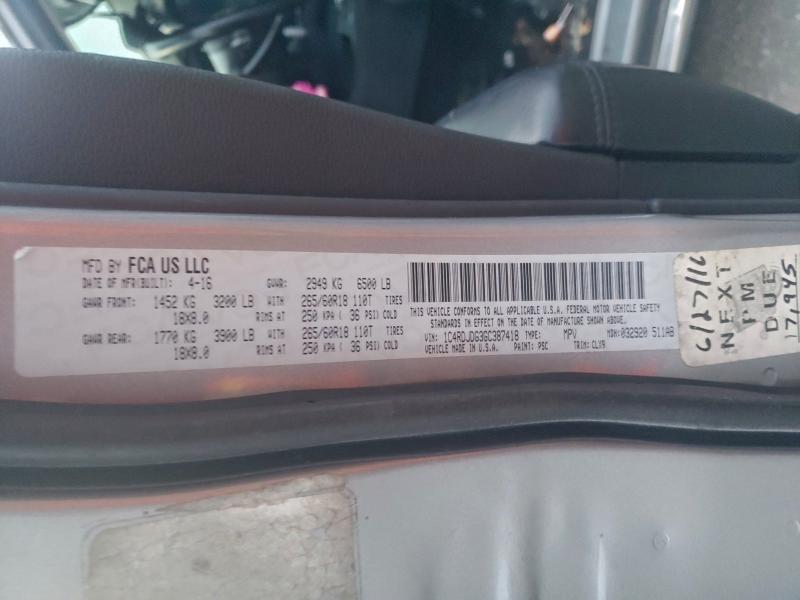 MFD BY FCA US LLC
DATE OF MFR(BUILT): 4-16 GVWR: 2949 KG 6500 LB
GAWR FRONT: 1452 KG 3200 LB WITH 265/60R18 110T TIRES
18X8.0 RIMS AT 250 KPA ( 36 PSI) COLD
GAWR REAR: 1770 KG 3900 LB WITH 265/60R18 110T TIRES
18X8.0 RIMS AT 250 KPA ( 36 PSI) COLD
THIS VEHICLE CONFORMS TO ALL APPLICABLE U.S.A. FEDERAL MOTOR VEHICLE SAFETY
STANDARDS IN EFFECT ON THE DATE OF MANUFACTURE SHOWN ABOVE.
VIN: 1C4RDJDG3GC387418 TYPE: MPV MDH: 032920 511AB
VEHICLE MADE IN U.S.A. PAINT: PSC TRIM: CLX9
6/27/16
NEXT
PM
DUE
171945